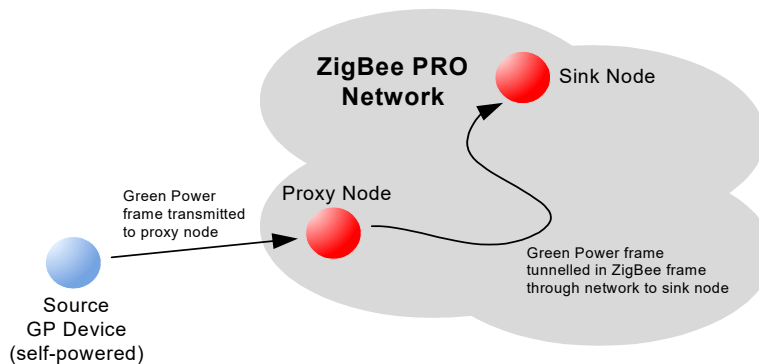 ZigBee PRO
Network
Sink Node
Proxy Node
Green Power
frame transmitted
to proxy node
Green Power frame
tunnelled in ZigBee frame
through network to sink node
Source
GP Device
(self-powered)